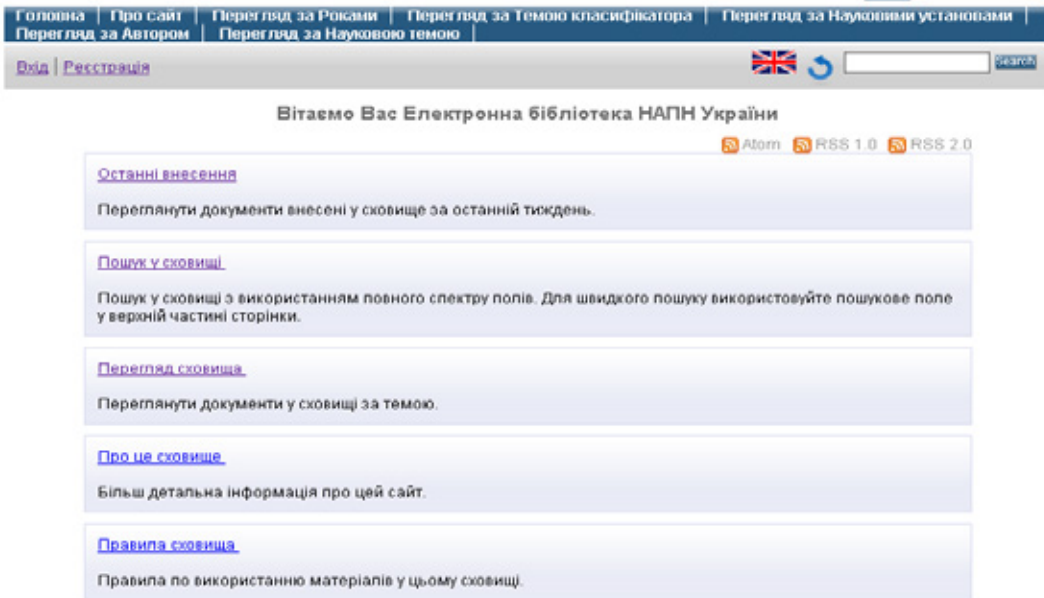 Головна | Про сайт | Перегляд за Роками | Перегляд за Темою класифікатора | Перегляд за Науковими установами |
Перегляд за Автором | Перегляд за Науковою темою |
Вхід | Реєстрація
Search
Вітаємо Вас Електронна бібліотека НАПН України
Atom RSS 1.0 RSS 2.0
Останні внесення
Переглянути документи внесені у сховище за останній тиждень.
Пошук у сховищі
Пошук у сховищі з використанням повного спектру полів. Для швидкого пошуку використовуйте пошукове поле
у верхній частині сторінки.
Перегляд сховища
Переглянути документи у сховищі за темою.
Про це сховище
Більш детальна інформація про цей сайт.
Правила сховища
Правила по використанню матеріалів у цьому сховищі.